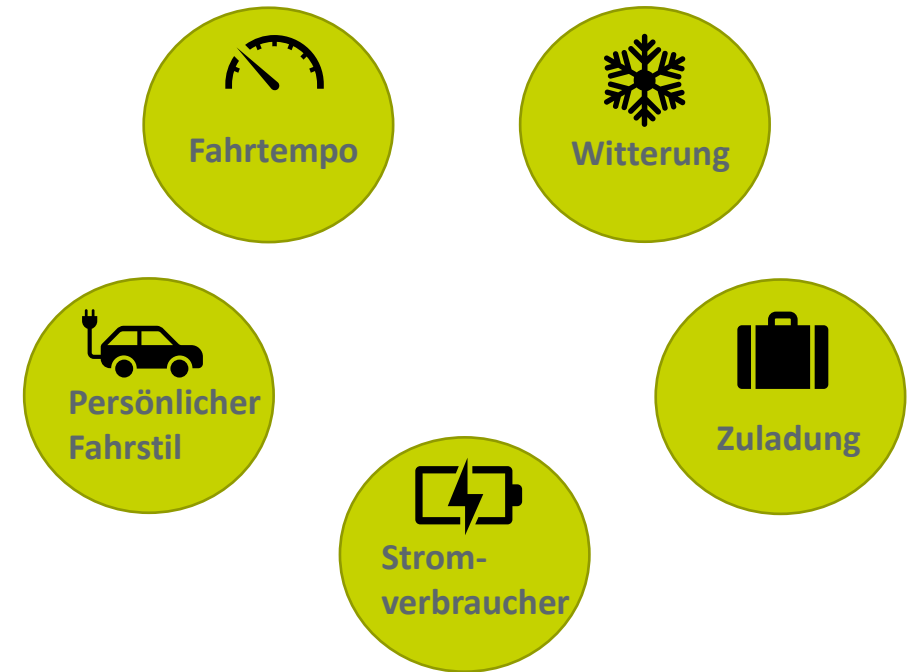 Fahrtempo
Witterung
Persönlicher
Fahrstil
Zuladung
Strom-
verbraucher